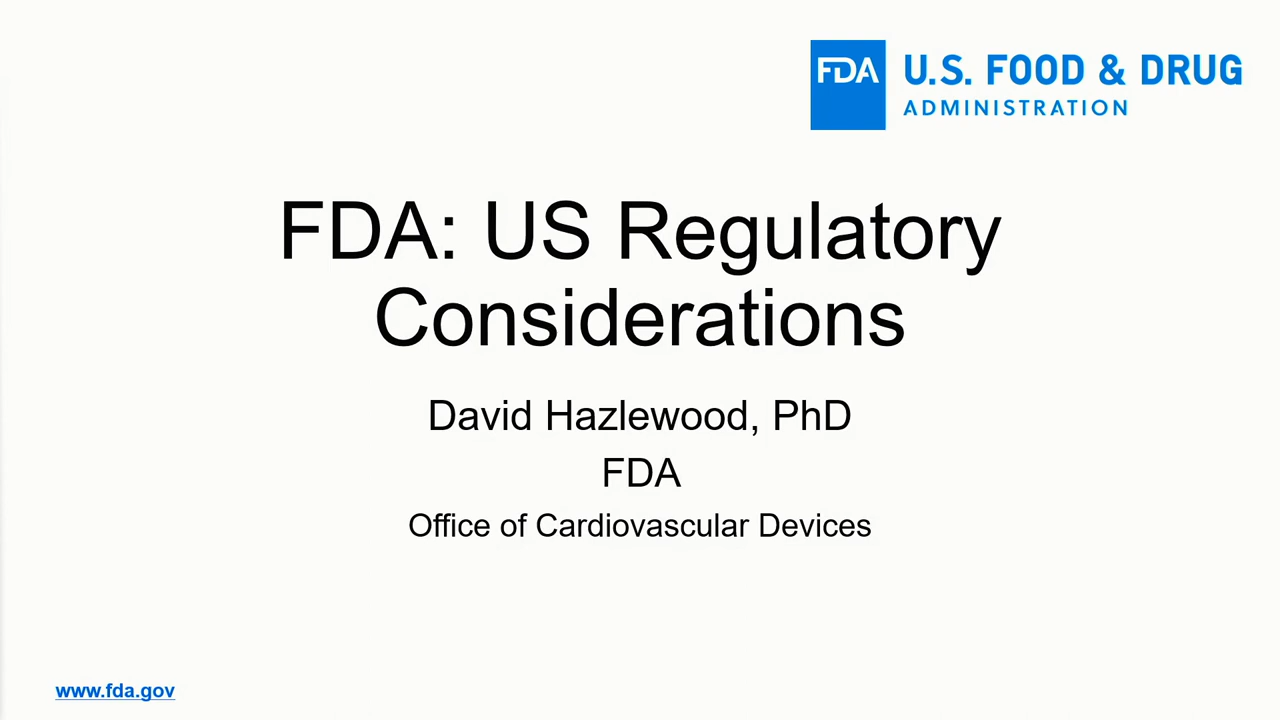 FDA U.S. FOOD & DRUG
ADMINISTRATION
FDA: US Regulatory
Considerations
David Hazlewood, PhD
FDA
Office of Cardiovascular Devices
www.fda.gov